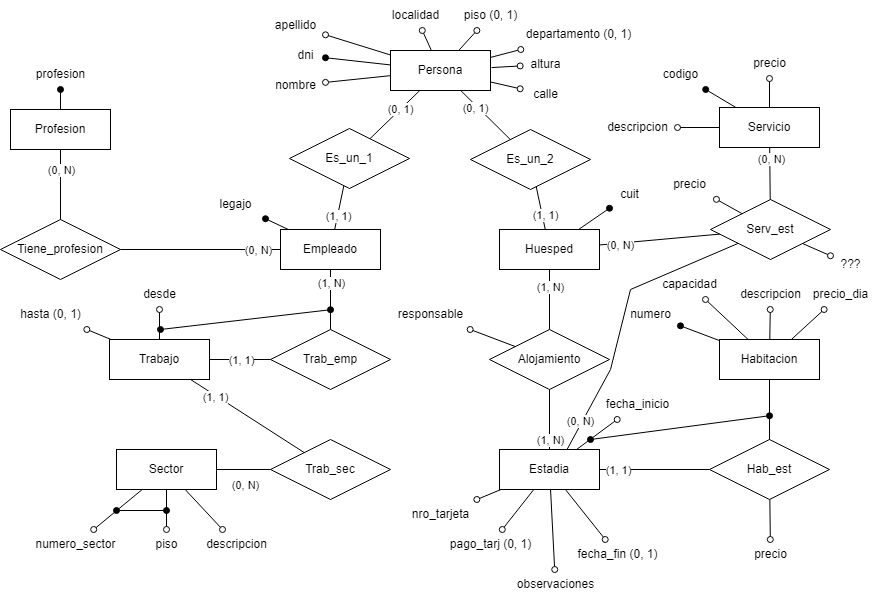 localidad
piso (0, 1)
apellido
departamento (0, 1)
dni
Persona
altura
nombre
calle
profesion
codigo
precio
(0, 1)
(0, 1)
Profesion
descripcion
Servicio
Es_un_1
Es_un_2
(0, N)
(0, N)
precio
cuit
legajo
(1, 1)
(1, 1)
Tiene_profesion
(0, N)
Empleado
Huesped
(0, N)
Serv_est
???
(1, N)
(1, N)
capacidad
descripcion
precio_dia
desde
hasta (0, 1)
responsable
numero
Trabajo
(1, 1)
Trab_emp
Alojamiento
Habitacion
(1, 1)
fecha_inicio
(0, N)
(1, N)
Sector
(0, N)
Trab_sec
Estadia
(1, 1)
Hab_est
nro_tarjeta
numero_sector
piso
descripcion
pago_tarj (0, 1)
fecha_fin (0, 1)
precio
observaciones